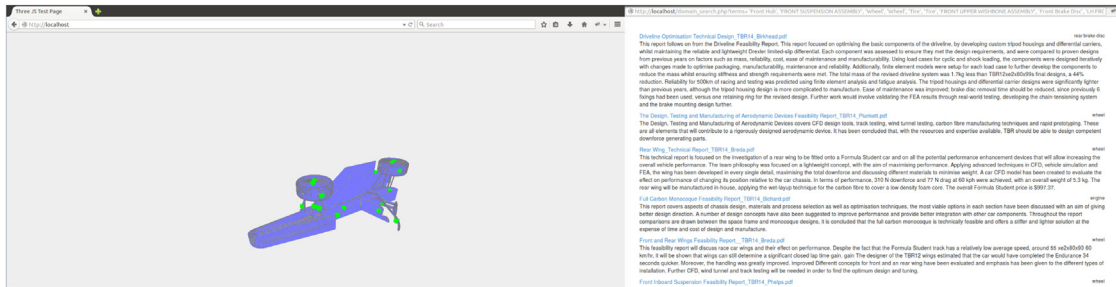 Three JS Test Page
http://localhost
Search
http://localhost/domain_search.php?terms='Front Hub', 'FRONT SUSPENSION ASSEMBLY', 'wheel', 'Wheel', 'Tire', 'Tire', 'FRONT UPPER WISHBONE ASSEMBLY', 'Front Brake Disc', 'LH FRE
Driveline Optimisation Technical Design_TBR14_Birkhead.pdf
rear brake disc
This report follows on from the Driveline Feasibility Report. This report focused on optimising the basic components of the driveline, by developing custom tripod housings and differential carriers,
whilst maintaining the reliable and lightweight Drexler limited-slip differential. Each component was assessed to ensure they met the design requirements, and were compared to proven designs
from previous years on factors such as mass, reliability, cost, ease of manufacture and manufacturability. Using load cases for cyclic and shock loading, the components were designed iteratively
with changes made to optimise packaging, manufacturability, maintenance and reliability. Additionally, finite element models were setup for each load case to further develop the components to
reduce the mass whilst ensuring stiffness and strength requirements were met. The total mass of the revised driveline system was 1.7kg less than TBR12\xe2\x80\x99s final designs, a 44%
reduction. Reliability for 500km of racing and testing was predicted using finite element analysis and fatigue analysis. The tripod housings and differential carrier designs were significantly lighter
than previous years, although the tripod housing design is more complicated to manufacture. Ease of maintenance was improved; brake disc removal time should be reduced, since previously 6
fixings had been used, versus one retaining ring for the revised design. Further work would involve validating the FEA results through real-world testing, developing the chain tensioning system
and the brake mounting design further.
The Design, Testing and Manufacturing of Aerodynamic Devices Feasibility Report_TBR14_Plunkett.pdf
wheel
The Design, Testing and Manufacturing of Aerodynamic Devices covers CFD design tools, track testing, wind tunnel testing, carbon fibre manufacturing techniques and rapid prototyping. These
are all elements that will contribute to a rigorously designed aerodynamic device. It has been concluded that, with the resources and expertise available, TBR should be able to design competent
downforce generating parts.
Rear Wing_Technical Report_TBR14_Breda.pdf
wheel
This technical report is focused on the investigation of a rear wing to be fitted onto a Formula Student car and on all the potential performance enhancement devices that will allow increasing the
overall vehicle performance. The team philosophy was focused on a lightweight concept, with the aim of maximising performance. Applying advanced techniques in CFD, vehicle simulation and
FEA, the wing has been developed in every single detail, maximising the total downforce and discussing different materials to minimise weight. A car CFD model has been created to evaluate the
effect on performance of changing its position relative to the car chassis. In terms of performance, 310 N downforce and 77 N drag at 60 kph were achieved, with an overall weight of 5.3 kg. The
rear wing will be manufactured in-house, applying the wet-layup technique for the carbon fibre to cover a low density foam core. The overall Formula Student price is $997.37.
Full Carbon Monocoque Feasibility Report_TBR14_Bichard.pdf
engine
This report covers aspects of chassis design, materials and process selection as well as optimisation techniques, the most viable options in each section have been discussed with an aim of giving
better design direction. A number of design concepts have also been suggested to improve performance and provide better integration with other car components. Throughout the report
comparisons are drawn between the space frame and monocoque designs, it is concluded that the full carbon monocoque is technically feasible and offers a stiffer and lighter solution at the
expense of time and cost of design and manufacture.
Front and Rear Wings Feasibility Report__TBR14_Breda.pdf
wheel
This feasibility report will discuss race car wings and their effect on performance. Despite the fact that the Formula Student track has a relatively low average speed, around 55 \xe2\x80\x93 60
km/hr, it will be shown that wings can still determine a significant closed lap time gain. gain The designer of the TBR12 wings estimated that the car would have completed the Endurance 34
seconds quicker. Moreover, the handling was greatly improved. improved Different concepts for front and an rear wing have been evaluated and emphasis has been given to the different types of
installation. Further CFD, wind tunnel and track testing will be needed in order to find the optimum design and tuning.
Front Inboard Suspension Feasibility Report_TBR14_Phelps.pdf
wheel